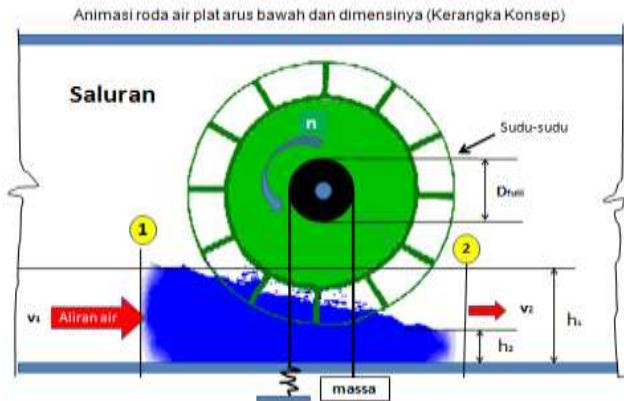 Animasi roda air plat arus bawah dan dimensinya (Kerangka Konsep)
Saluran
n
Sudu-sudu
Dfulli
1
2
v₁
Aliran air
v₂
h₁
h₂
massa